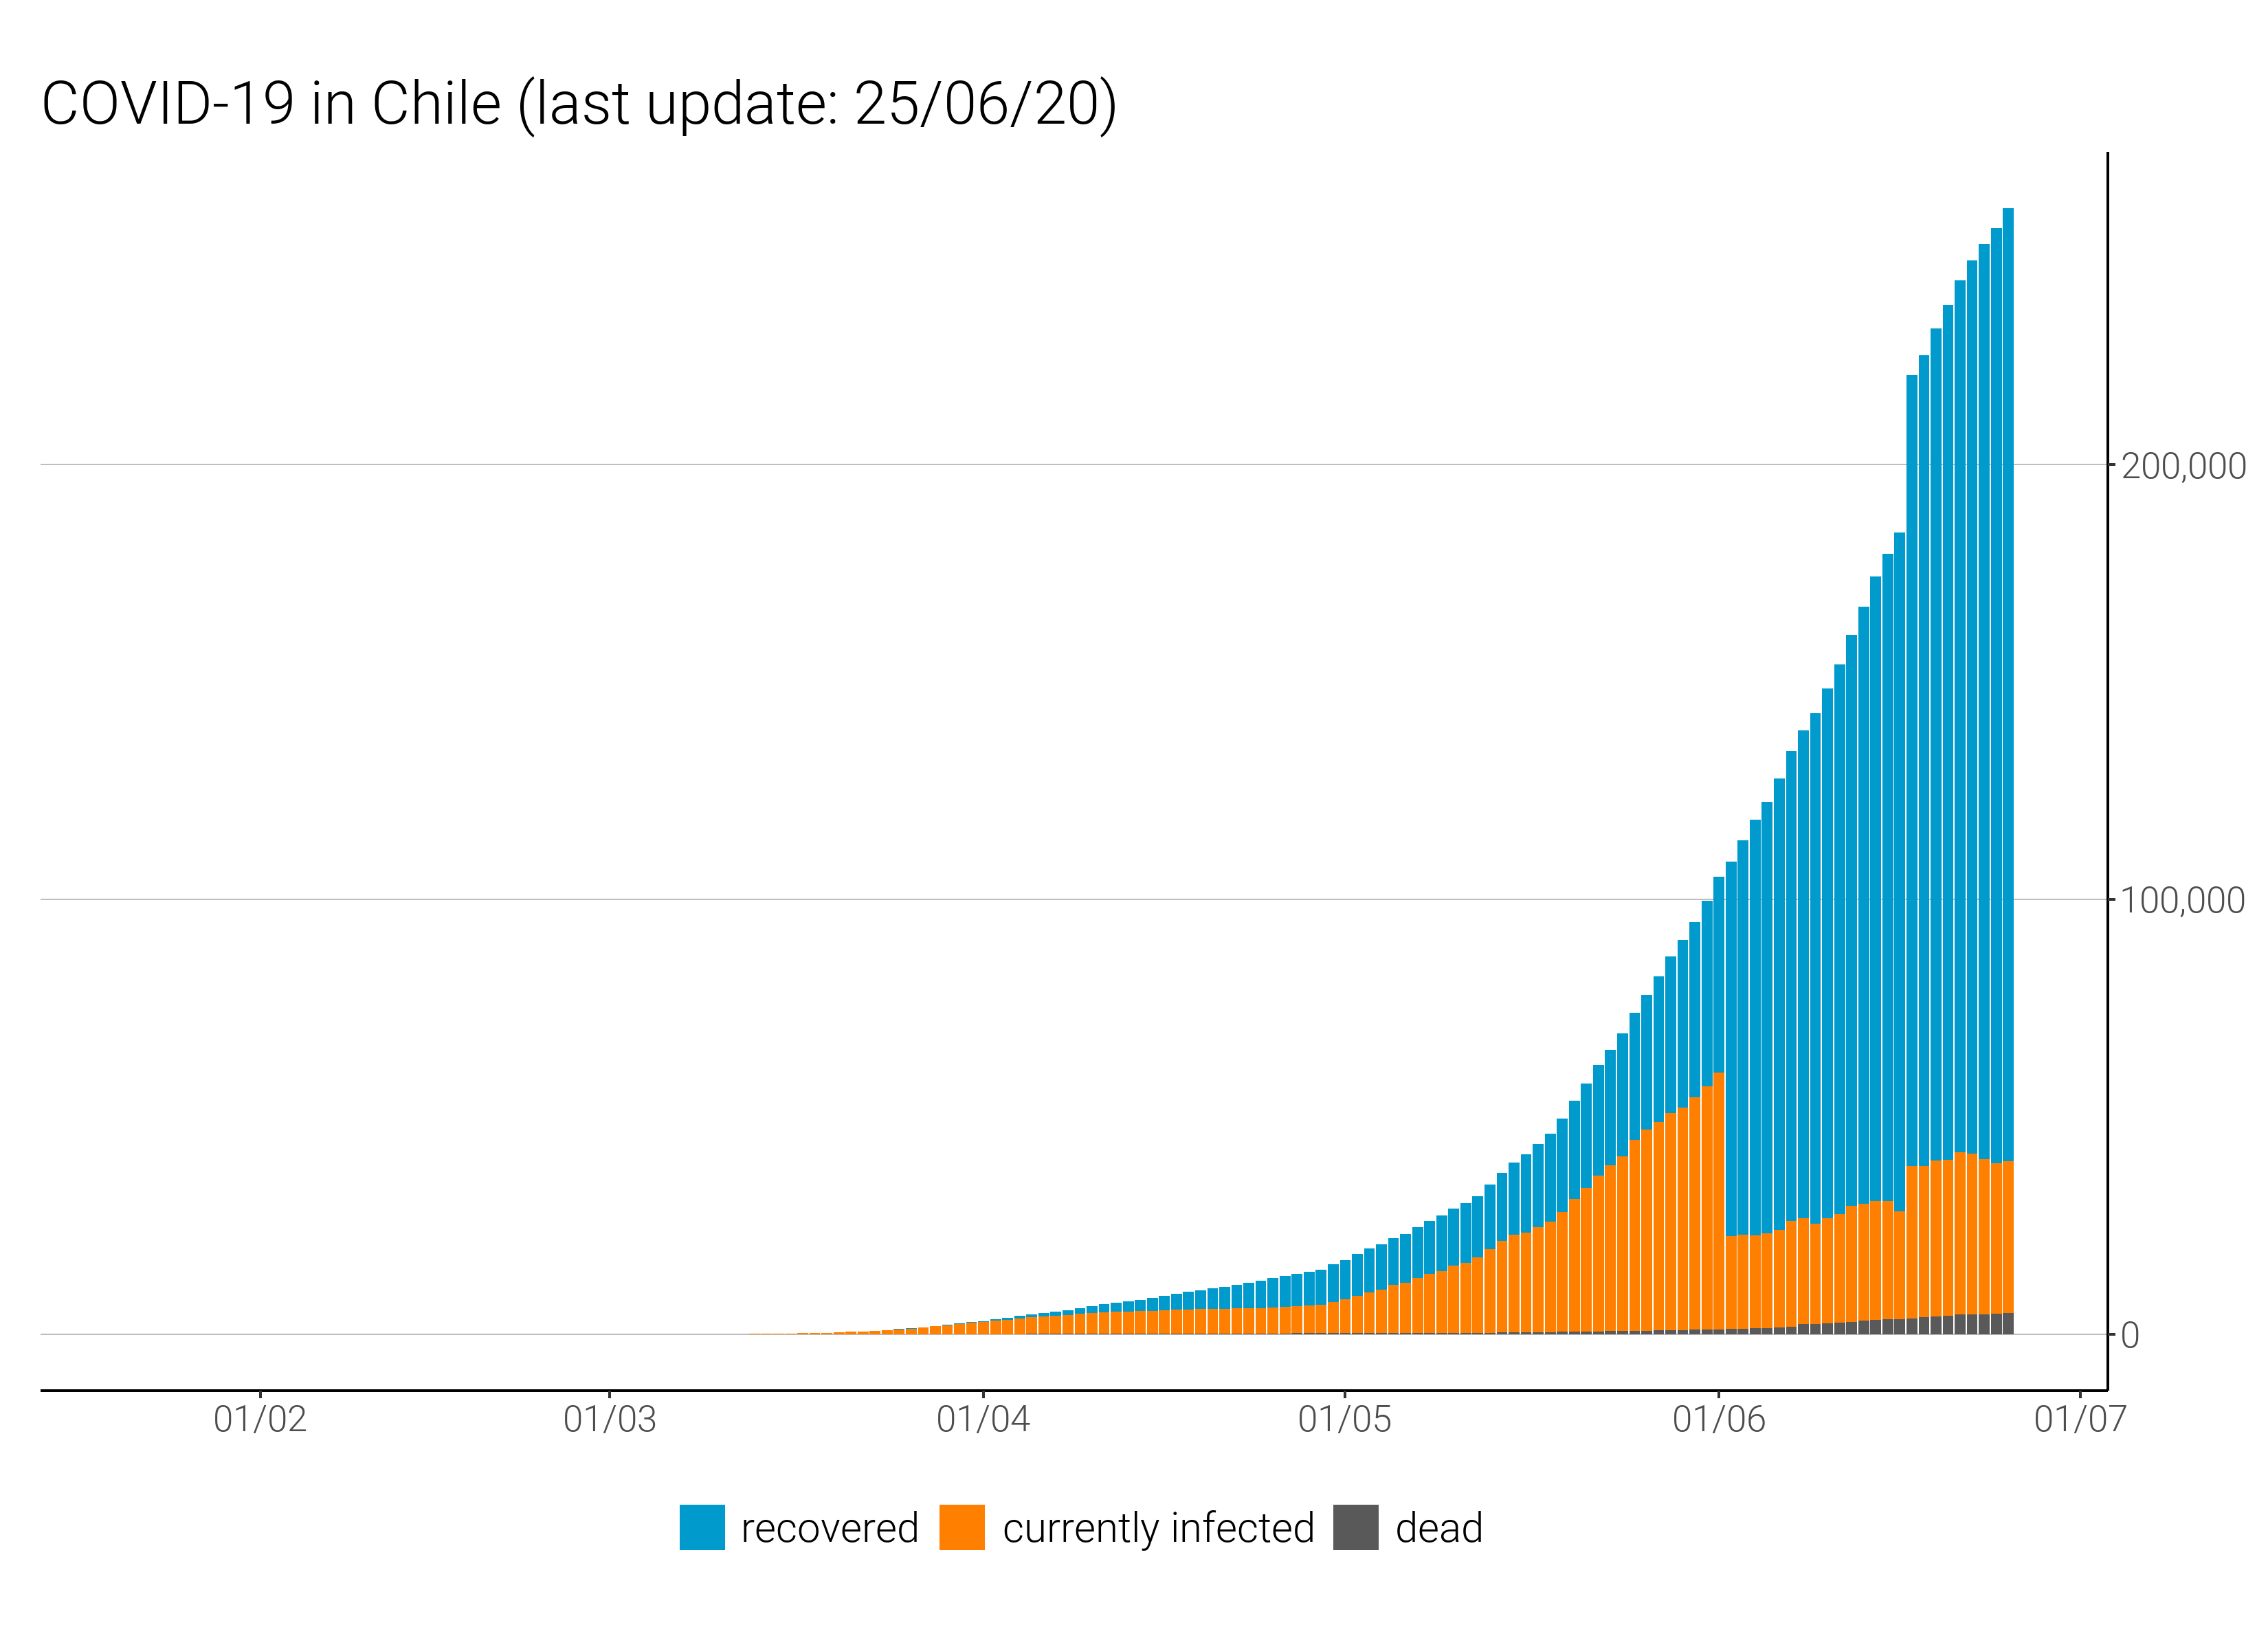 COVID-19 in Chile (last update: 25/06/20)
200,000
100,000
0
01/02 01/03 01/04 01/05 01/06 01/07
recovered currently infected dead